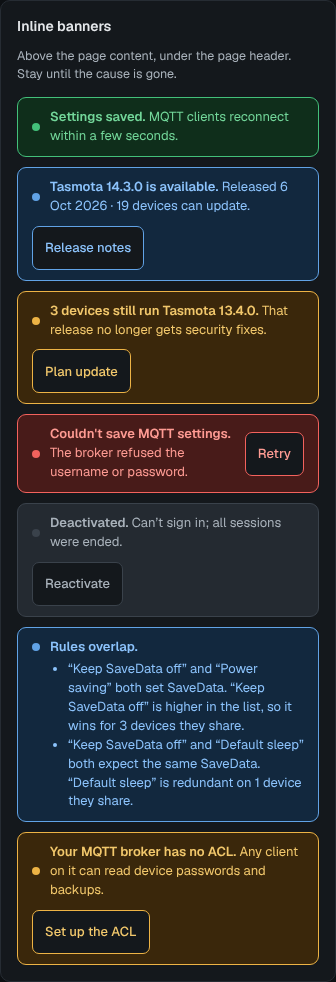 Inline banners
Above the page content, under the page header.
Stay until the cause is gone.
Settings saved. MQTT clients reconnect
within a few seconds.
Tasmota 14.3.0 is available. Released 6
Oct 2026 · 19 devices can update.
Release notes
3 devices still run Tasmota 13.4.0. That
release no longer gets security fixes.
Plan update
Couldn't save MQTT settings.
The broker refused the
username or password.
Retry
Deactivated. Can't sign in; all sessions
were ended.
Reactivate
Rules overlap.
• “Keep SaveData off” and “Power
saving” both set SaveData. “Keep
SaveData off” is higher in the list, so it
wins for 3 devices they share.
• “Keep SaveData off” and “Default sleep”
both expect the same SaveData.
“Default sleep” is redundant on 1 device
they share.
Your MQTT broker has no ACL. Any client
on it can read device passwords and
backups.
Set up the ACL